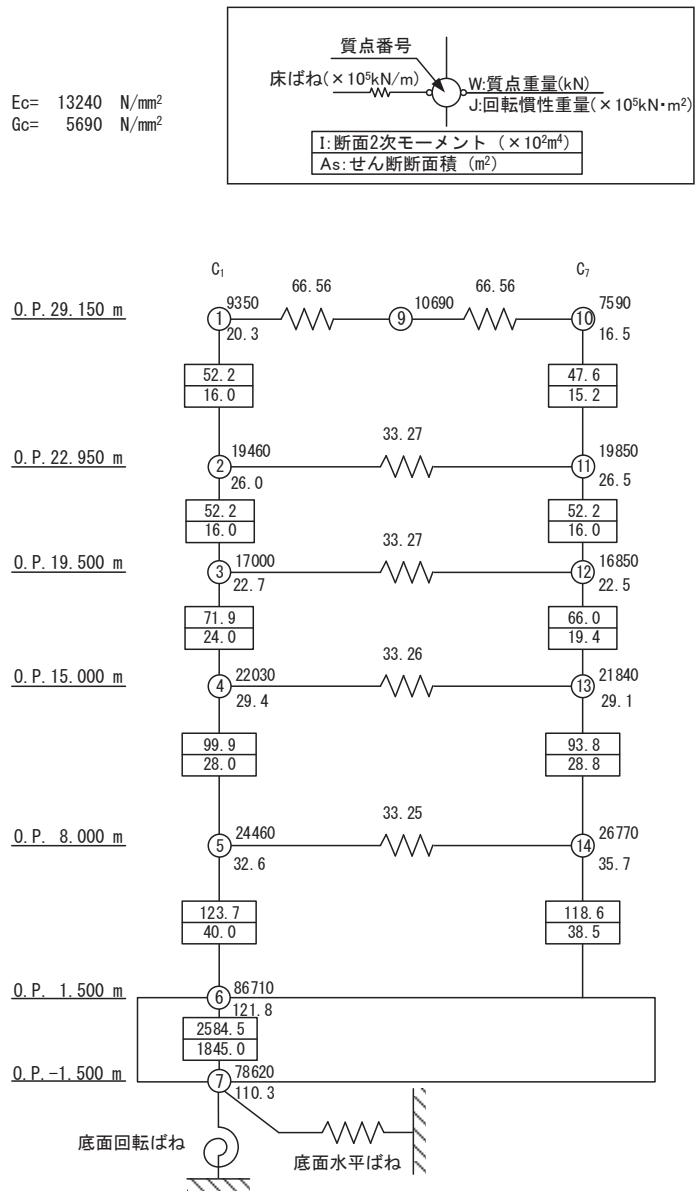 Ec= 13240 N/mm²
Gc= 5690 N/mm²
質点番号
床ばね(×10⁵kN/m)
W:質点重量(kN)
J:回転慣性重量(×10⁵kN・m²)
I:断面2次モーメント (×10²m⁴)
As:せん断断面積 (m²)
C₁ C₇
O.P.29.150 m 1 9350 20.3 66.56 9 10690 66.56 10 7590 16.5
52.2 47.6
16.0 15.2
O.P.22.950 m 2 19460 26.0 33.27 11 19850 26.5
52.2 52.2
16.0 16.0
O.P.19.500 m 3 17000 22.7 33.27 12 16850 22.5
71.9 66.0
24.0 19.4
O.P.15.000 m 4 22030 29.4 33.26 13 21840 29.1
99.9 93.8
28.0 28.8
O.P. 8.000 m 5 24460 32.6 33.25 14 26770 35.7
123.7 118.6
40.0 38.5
O.P. 1.500 m 6 86710 121.8
2584.5
1845.0
O.P.-1.500 m 7 78620 110.3
底面回転ばね
底面水平ばね